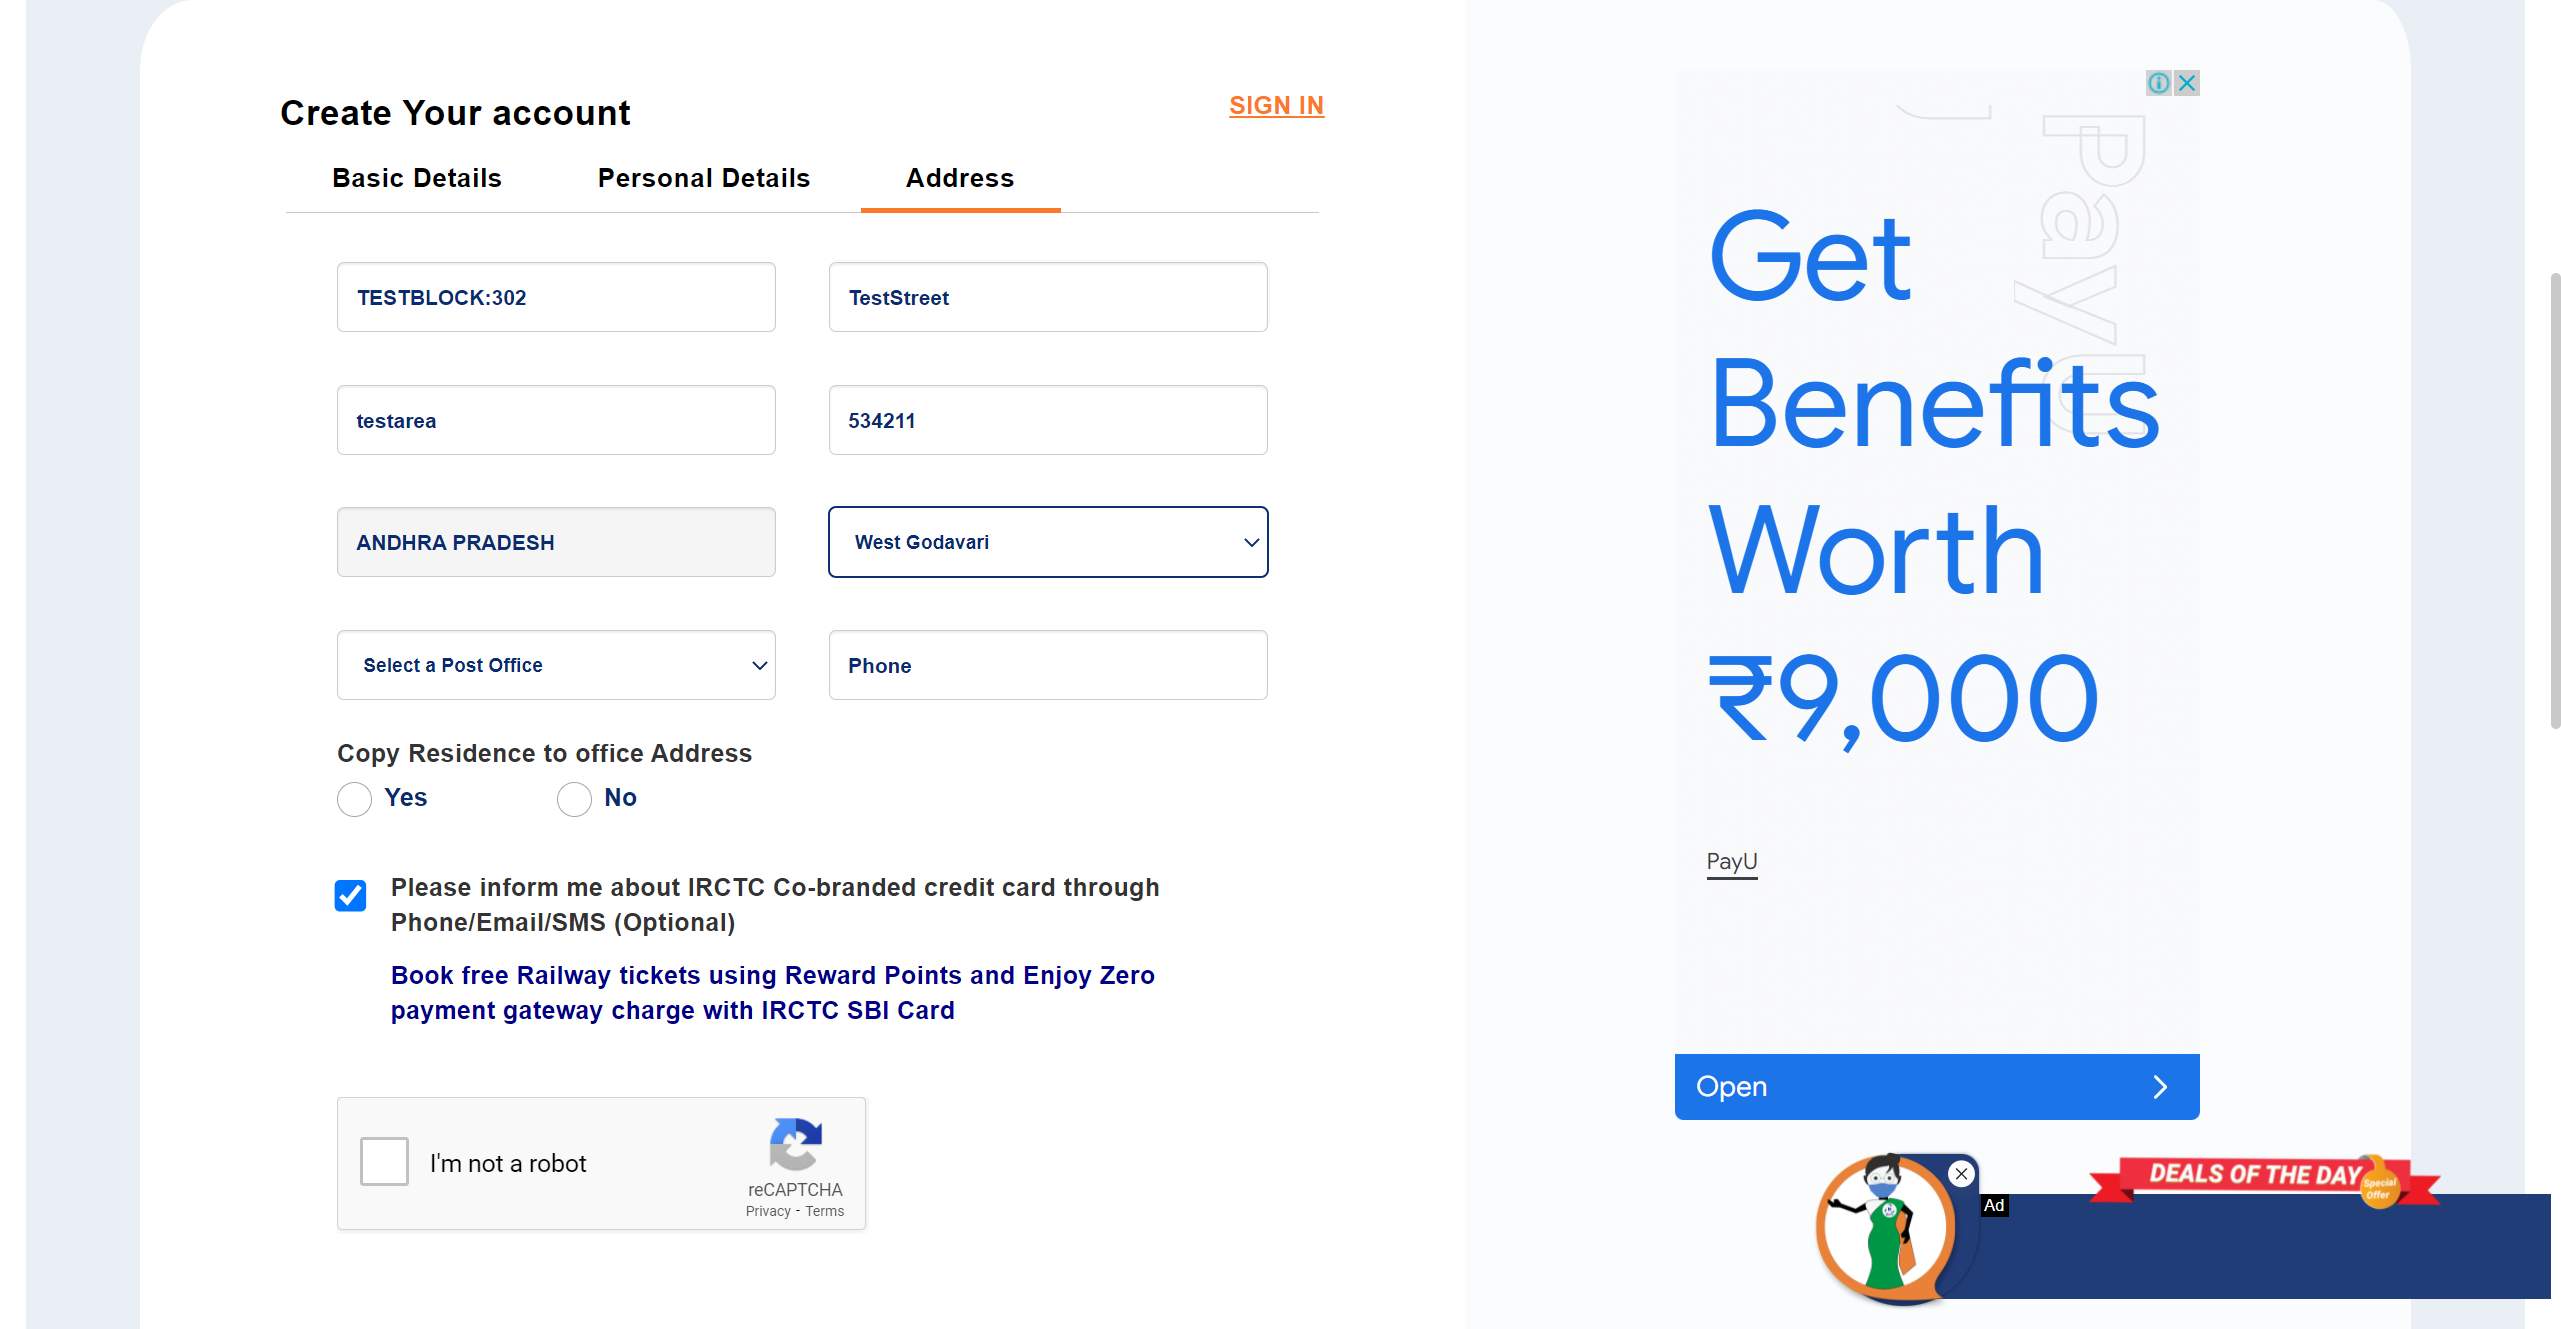 Create Your account
SIGN IN
Basic Details
Personal Details
Address
TESTBLOCK:302
TestStreet
testarea
534211
ANDHRA PRADESH
West Godavari
Select a Post Office
Phone
Copy Residence to office Address
Yes
No
Please inform me about IRCTC Co-branded credit card through
Phone/Email/SMS (Optional)
Book free Railway tickets using Reward Points and Enjoy Zero
payment gateway charge with IRCTC SBI Card
I'm not a robot
reCAPTCHA
Privacy - Terms
PayU
Get
Benefits
Worth
₹9,000
PayU
Open
DEALS OF THE DAY
Special
Offer
Ad